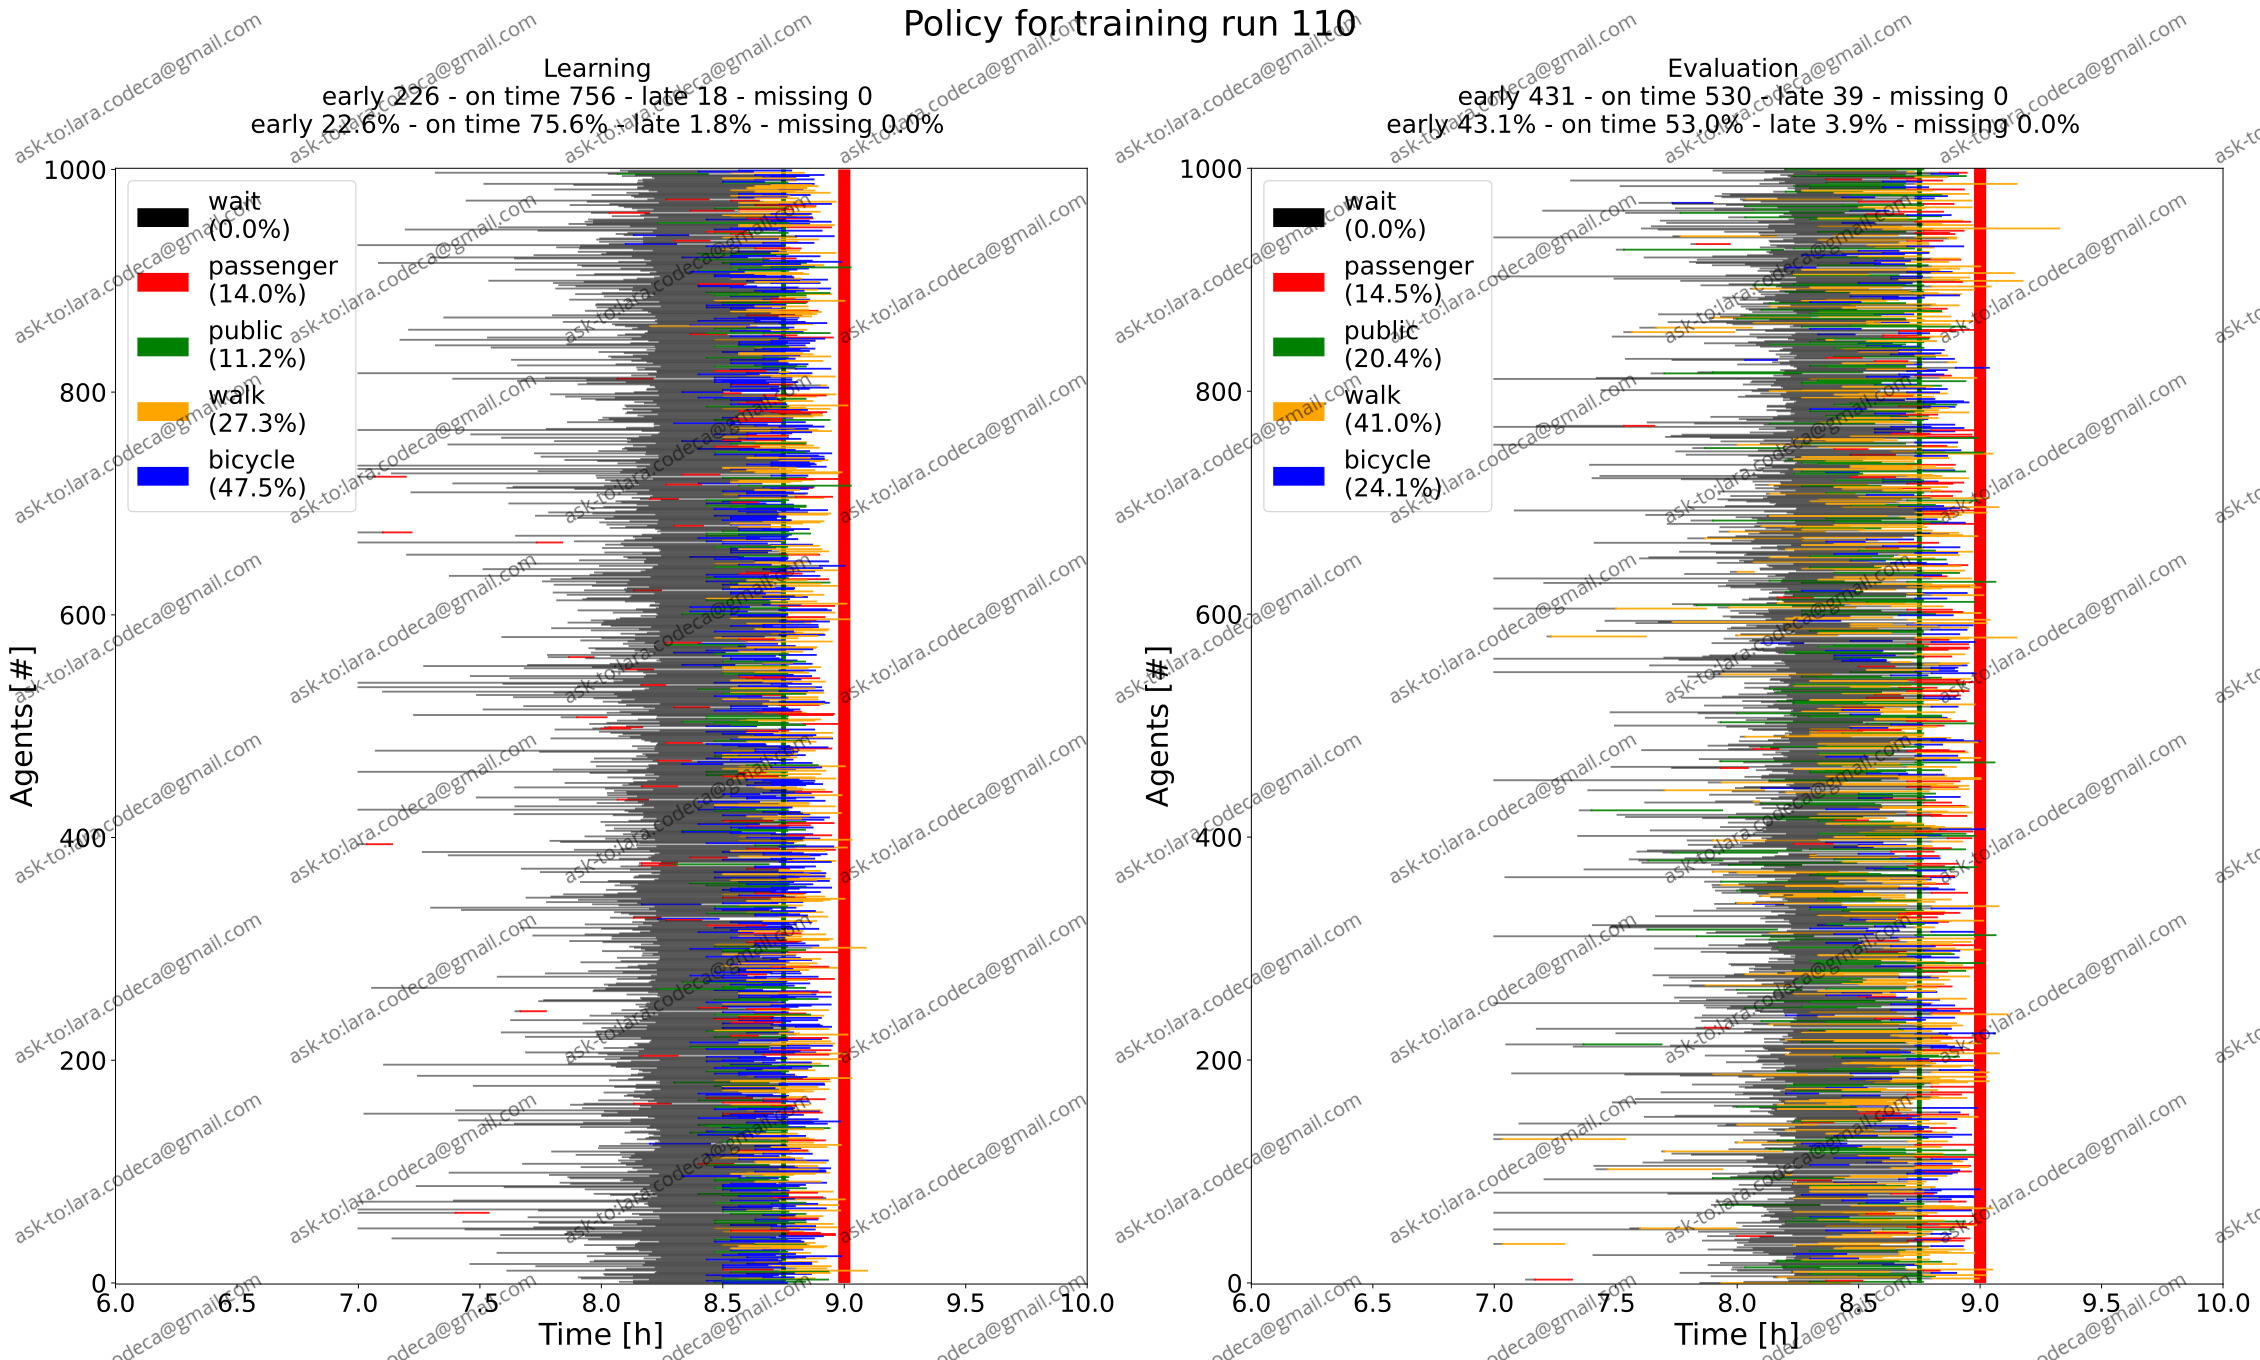 Policy for training run 110
Learning
early 226 - on time 756 - late 18 - missing 0
early 22.6% - on time 75.6% - late 1.8% - missing 0.0%
1000
800
600
400
200
0
Agents [#]
wait
(0.0%)
passenger
(14.0%)
public
(11.2%)
walk
(27.3%)
bicycle
(47.5%)
6.0 6.5 7.0 7.5 8.0 8.5 9.0 9.5 10.0
Time [h]
Evaluation
early 431 - on time 530 - late 39 - missing 0
early 43.1% - on time 53.0% - late 3.9% - missing 0.0%
1000
800
600
400
200
0
Agents [#]
wait
(0.0%)
passenger
(14.5%)
public
(20.4%)
walk
(41.0%)
bicycle
(24.1%)
6.0 6.5 7.0 7.5 8.0 8.5 9.0 9.5 10.0
Time [h]
ask-to:lara.codeca@gmail.com